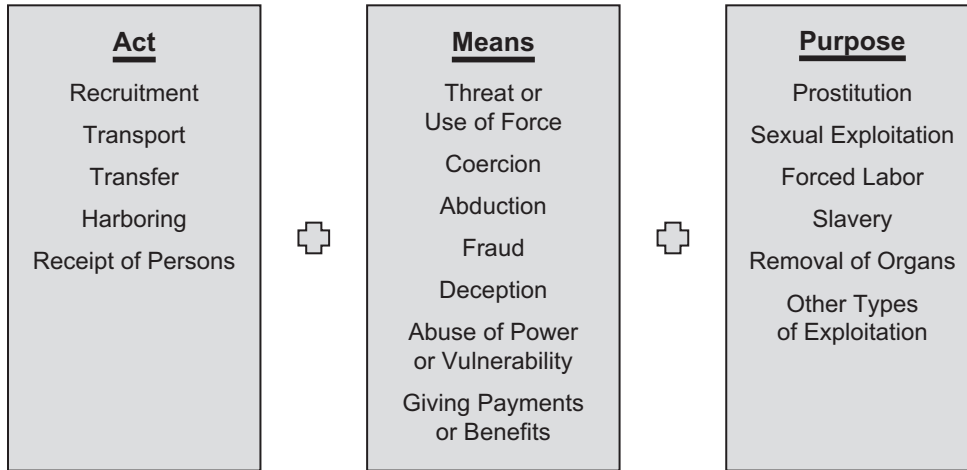 Act
Recruitment
Transport
Transfer
Harboring
Receipt of Persons
Means
Threat or
Use of Force
Coercion
Abduction
Fraud
Deception
Abuse of Power
or Vulnerability
Giving Payments
or Benefits
Purpose
Prostitution
Sexual Exploitation
Forced Labor
Slavery
Removal of Organs
Other Types
of Exploitation